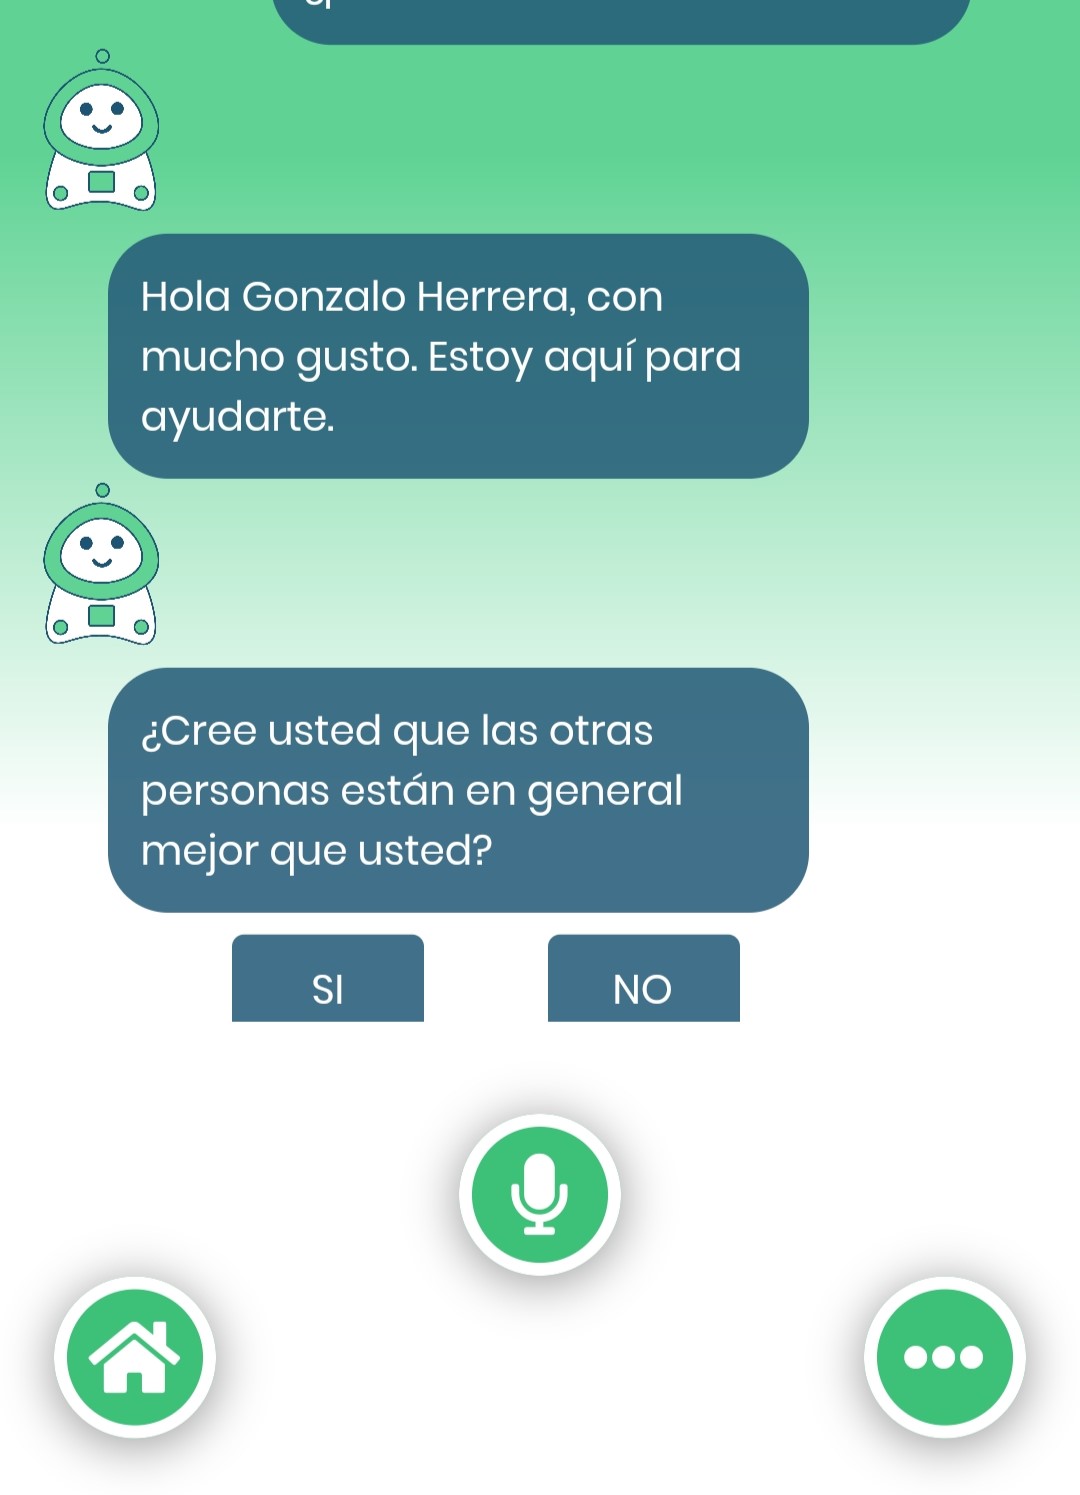 Hola Gonzalo Herrera, con
mucho gusto. Estoy aquí para
ayudarte.
¿Cree usted que las otras
personas están en general
mejor que usted?
SI
NO